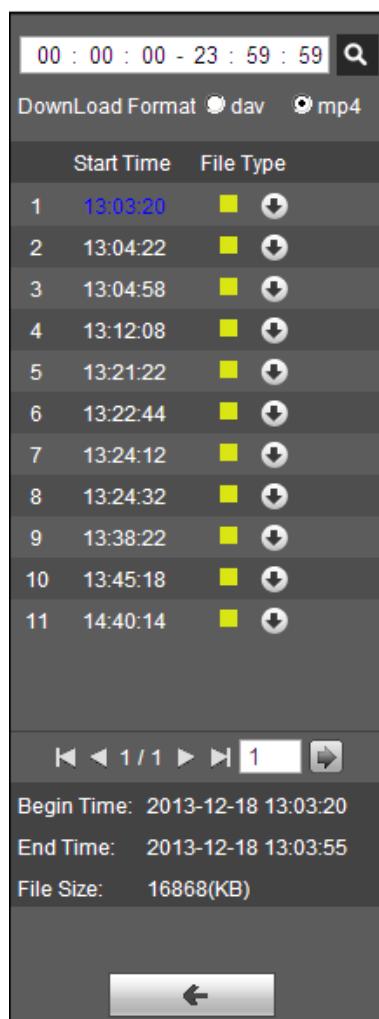 00 : 00 : 00 - 23 : 59 : 59
DownLoad Format dav mp4
Start Time File Type
1 13:03:20
2 13:04:22
3 13:04:58
4 13:12:08
5 13:21:22
6 13:22:44
7 13:24:12
8 13:24:32
9 13:38:22
10 13:45:18
11 14:40:14
1 / 1 1
Begin Time: 2013-12-18 13:03:20
End Time: 2013-12-18 13:03:55
File Size: 16868(KB)